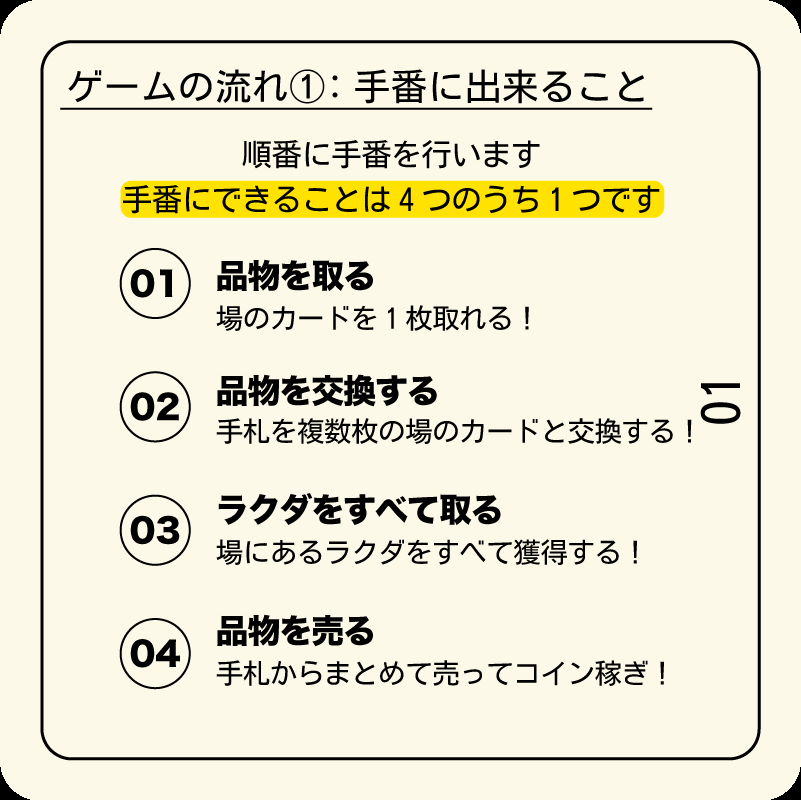 ゲームの流れ①：手番に出来ること
順番に手番を行います
手番にできることは4つのうち1つです
01
品物を取る
場のカードを1枚取れる！
02
品物を交換する
手札を複数枚の場のカードと交換する！
03
ラクダをすべて取る
場にあるラクダをすべて獲得する！
04
品物を売る
手札からまとめて売ってコイン稼ぎ！
01